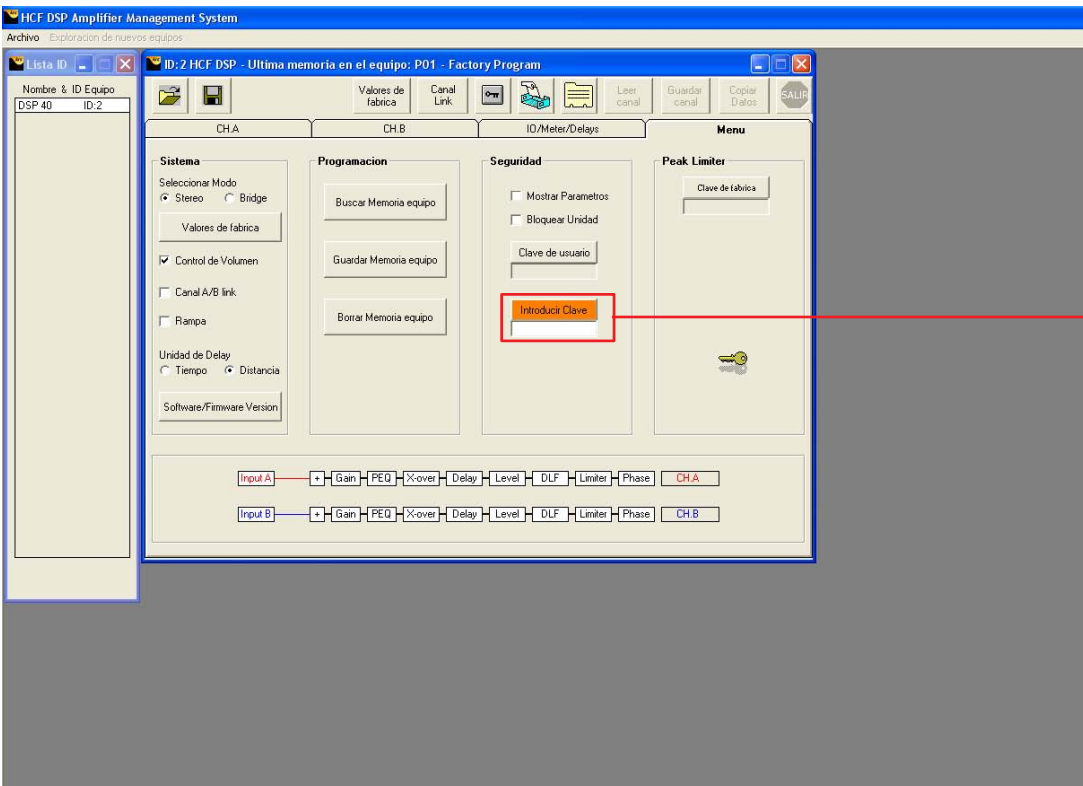 HCF DSP Amplifier Management System
Archivo Exploracion de nuevos equipos
Lista ID
Nombre & ID Equipo
DSP 40 ID:2
ID:2 HCF DSP - Ultima memoria en el equipo: P01 - Factory Program
Valores de fabrica
Canal Link
Leer canal
Guardar canal
Copiar Datos
SALIR
CH.A
CH.B
IO/Meter/Delays
Menu
Sistema
Seleccionar Modo
Stereo Bridge
Valores de fabrica
Control de Volumen
Canal A/B link
Rampa
Unidad de Delay
Tiempo Distancia
Software/Firmware Version
Programacion
Buscar Memoria equipo
Guardar Memoria equipo
Borrar Memoria equipo
Seguridad
Mostrar Parametros
Bloquear Unidad
Clave de usuario
Introducir Clave
Peak Limiter
Clave de fabrica
Input A + Gain PEQ X-over Delay Level DLF Limiter Phase CH.A
Input B + Gain PEQ X-over Delay Level DLF Limiter Phase CH.B